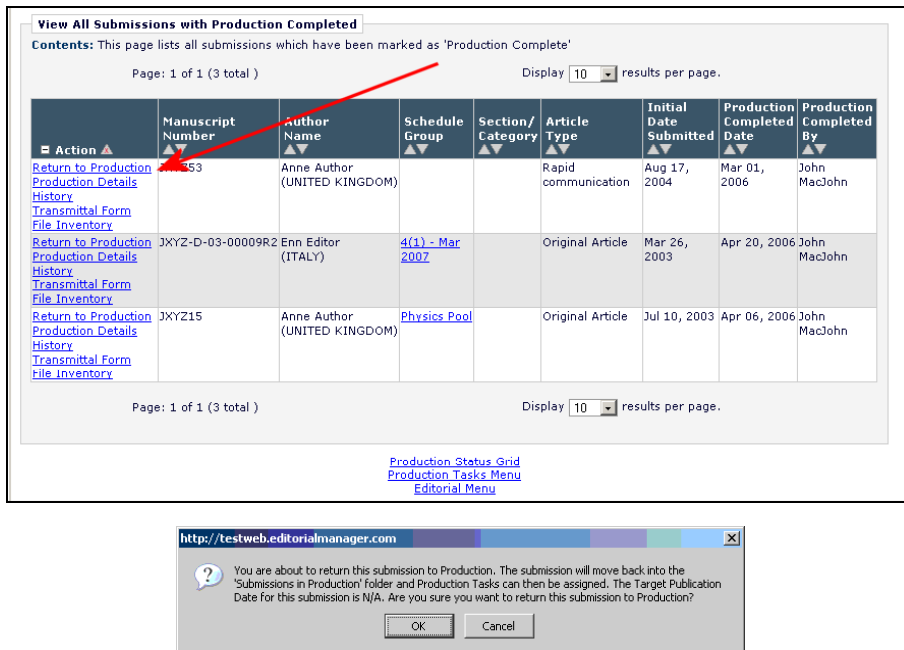 View All Submissions with Production Completed
Contents: This page lists all submissions which have been marked as 'Production Complete'
Page: 1 of 1 (3 total ) Display 10 results per page.
Action Manuscript Number Author Name Schedule Group Section/ Category Article Type Initial Date Submitted Production Completed Date Production Completed By
Return to Production Anne Author Rapid Aug 17, Mar 01, John
Production Details (UNITED KINGDOM) communication 2004 2006 MacJohn
History
Transmittal Form
File Inventory
Return to Production JXYZ-D-03-00009R2 Enn Editor 4(1) - Mar Original Article Mar 26, Apr 20, 2006 John
Production Details (ITALY) 2007 2003 MacJohn
History
Transmittal Form
File Inventory
Return to Production JXYZ15 Anne Author Physics Pool Original Article Jul 10, 2003 Apr 06, 2006 John
Production Details (UNITED KINGDOM) MacJohn
History
Transmittal Form
File Inventory
Page: 1 of 1 (3 total ) Display 10 results per page.
Production Status Grid
Production Tasks Menu
Editorial Menu
http://testweb.editorialmanager.com
You are about to return this submission to Production. The submission will move back into the
'Submissions in Production' folder and Production Tasks can then be assigned. The Target Publication
Date for this submission is N/A. Are you sure you want to return this submission to Production?
OK Cancel